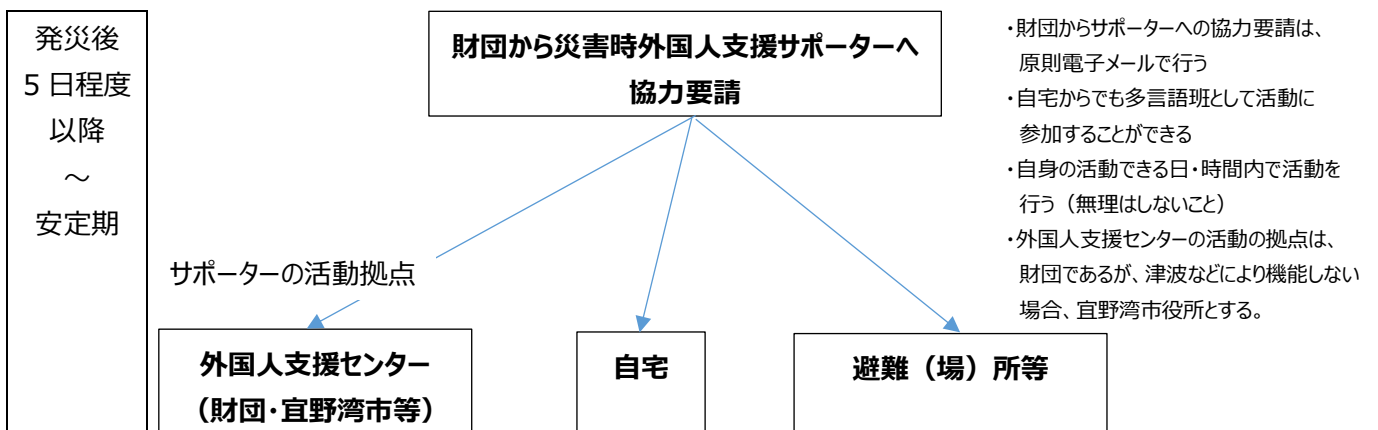 発災後
5日程度
以降
~
安定期
財団から災害時外国人支援サポーターへ
協力要請
・財団からサポーターへの協力要請は、
原則電子メールで行う
・自宅からでも多言語班として活動に
参加することができる
・自身の活動できる日・時間内で活動を
行う（無理はしないこと）
・外国人支援センターの活動の拠点は、
財団であるが、津波などにより機能しない
場合、宜野湾市役所とする。
サポーターの活動拠点
外国人支援センター
（財団・宜野湾市等）
自宅
避難（場）所等